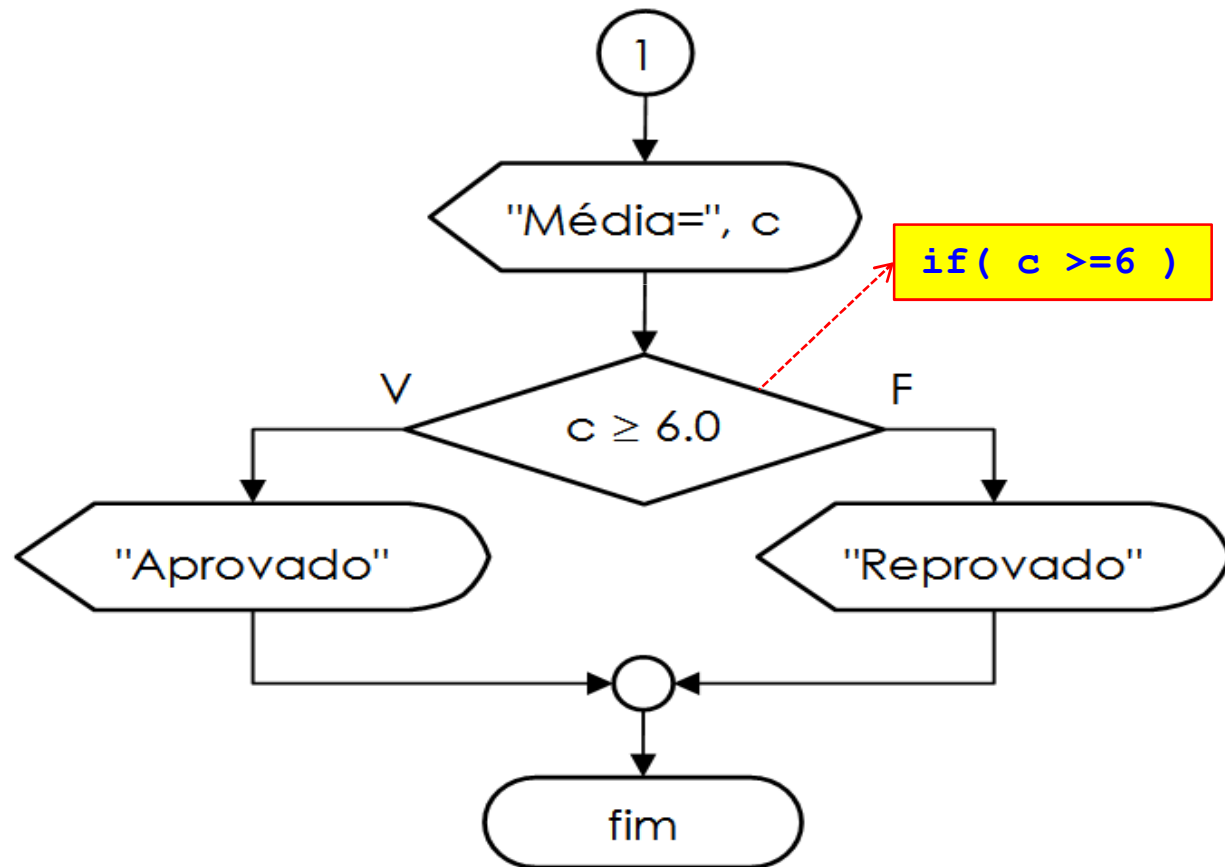 1
"Média=", c
if( c >=6 )
V
F
c ≥ 6.0
"Aprovado"
"Reprovado"
fim